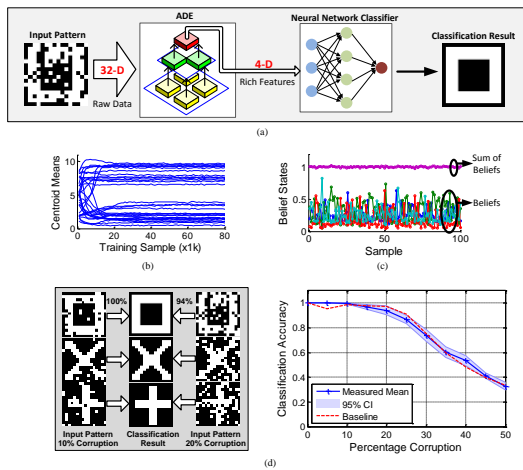 ADE
Neural Network Classifier
Input Pattern
Classification Result
32-D
4-D
Raw Data
Rich Features
(a)
Centroid Means
10
5
0
0 20 40 60 80
Training Sample (x1k)
(b)
Belief States
1
0.5
0
0 50 100
Sample
Sum of Beliefs
Beliefs
(c)
100%
94%
Input Pattern
10% Corruption
Classification
Result
Input Pattern
20% Corruption
Classification Accuracy
1
0.8
0.6
0.4
0.2
0
0 10 20 30 40 50
Percentage Corruption
Measured Mean
95% CI
Baseline
(d)